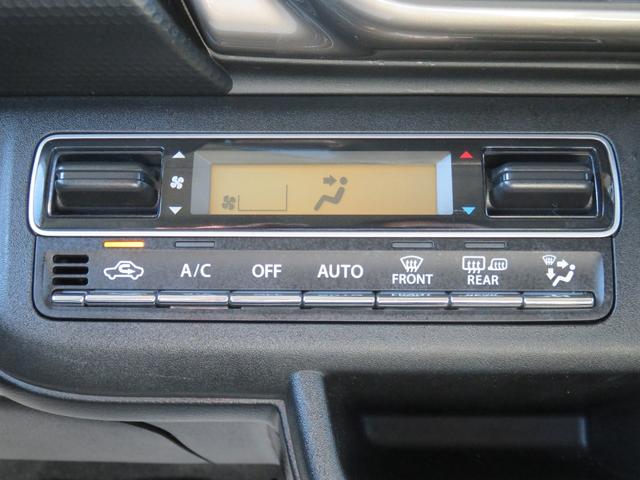 A/C OFF AUTO FRONT REAR